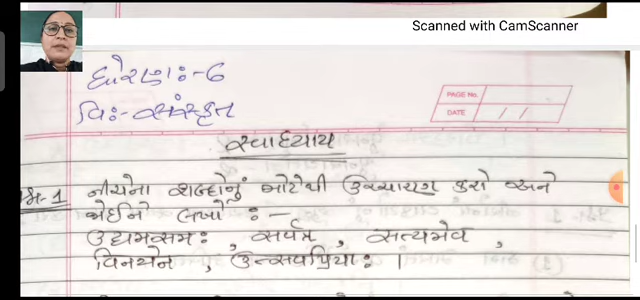 Scanned with CamScanner
ધોરણ:-6
વિ:- સંસ્કૃત
PAGE No.
DATE / /
સ્વાધ્યાય
પ્ર-1 નીચેના શબ્દોનું મોટેથી ઉચ્ચારણ કરો અને
જોઈને લખો :-
ઉદ્યમસમ: , સર્વત્ર , સત્યમેવ ,
વિનયેન , ઉત્સવપ્રિયા: ।